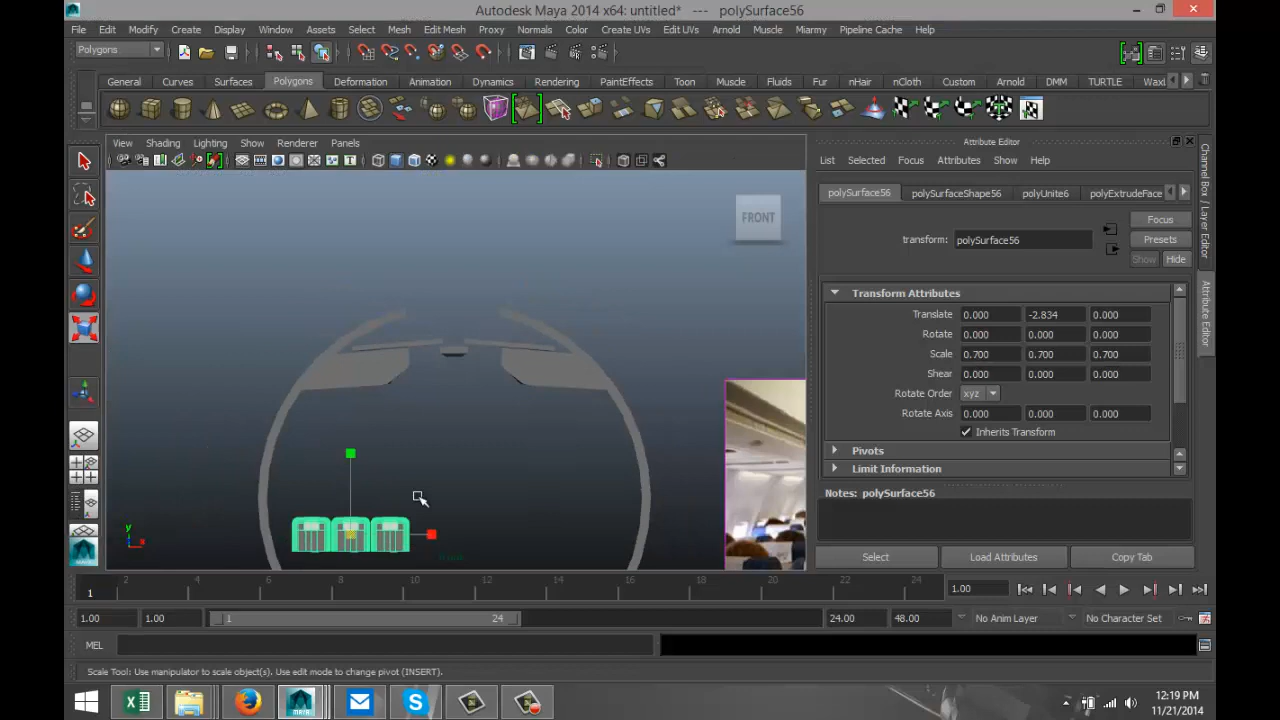 Autodesk Maya 2014 x64: untitled* --- polySurface56
File Edit Modify Create Display Window Assets Select Mesh Edit Mesh Proxy Normals Color Create UVs Edit UVs Arnold Muscle Miarmy Pipeline Cache Help
Polygons
General Curves Surfaces Polygons Deformation Animation Dynamics Rendering PaintEffects Toon Muscle Fluids Fur nHair nCloth Custom Arnold DMM TURTLE Waxl
View Shading Lighting Show Renderer Panels
FRONT
y
x
Attribute Editor
List Selected Focus Attributes Show Help
polySurface56 polySurfaceShape56 polyUnite6 polyExtrudeFace
Focus
transform: polySurface56 Presets
Show Hide
Transform Attributes
Translate 0.000 -2.834 0.000
Rotate 0.000 0.000 0.000
Scale 0.700 0.700 0.700
Shear 0.000 0.000 0.000
Rotate Order xyz
Rotate Axis 0.000 0.000 0.000
Inherits Transform
Pivots
Limit Information
Notes: polySurface56
Select Load Attributes Copy Tab
Channel Box / Layer Editor
Attribute Editor
2 4 6 8 10 12 14 16 18 20 22 24
1 1.00
1.00 1.00 1 24 24.00 48.00 No Anim Layer No Character Set
MEL
Scale Tool: Use manipulator to scale object(s). Use edit mode to change pivot (INSERT).
12:19 PM
11/21/2014